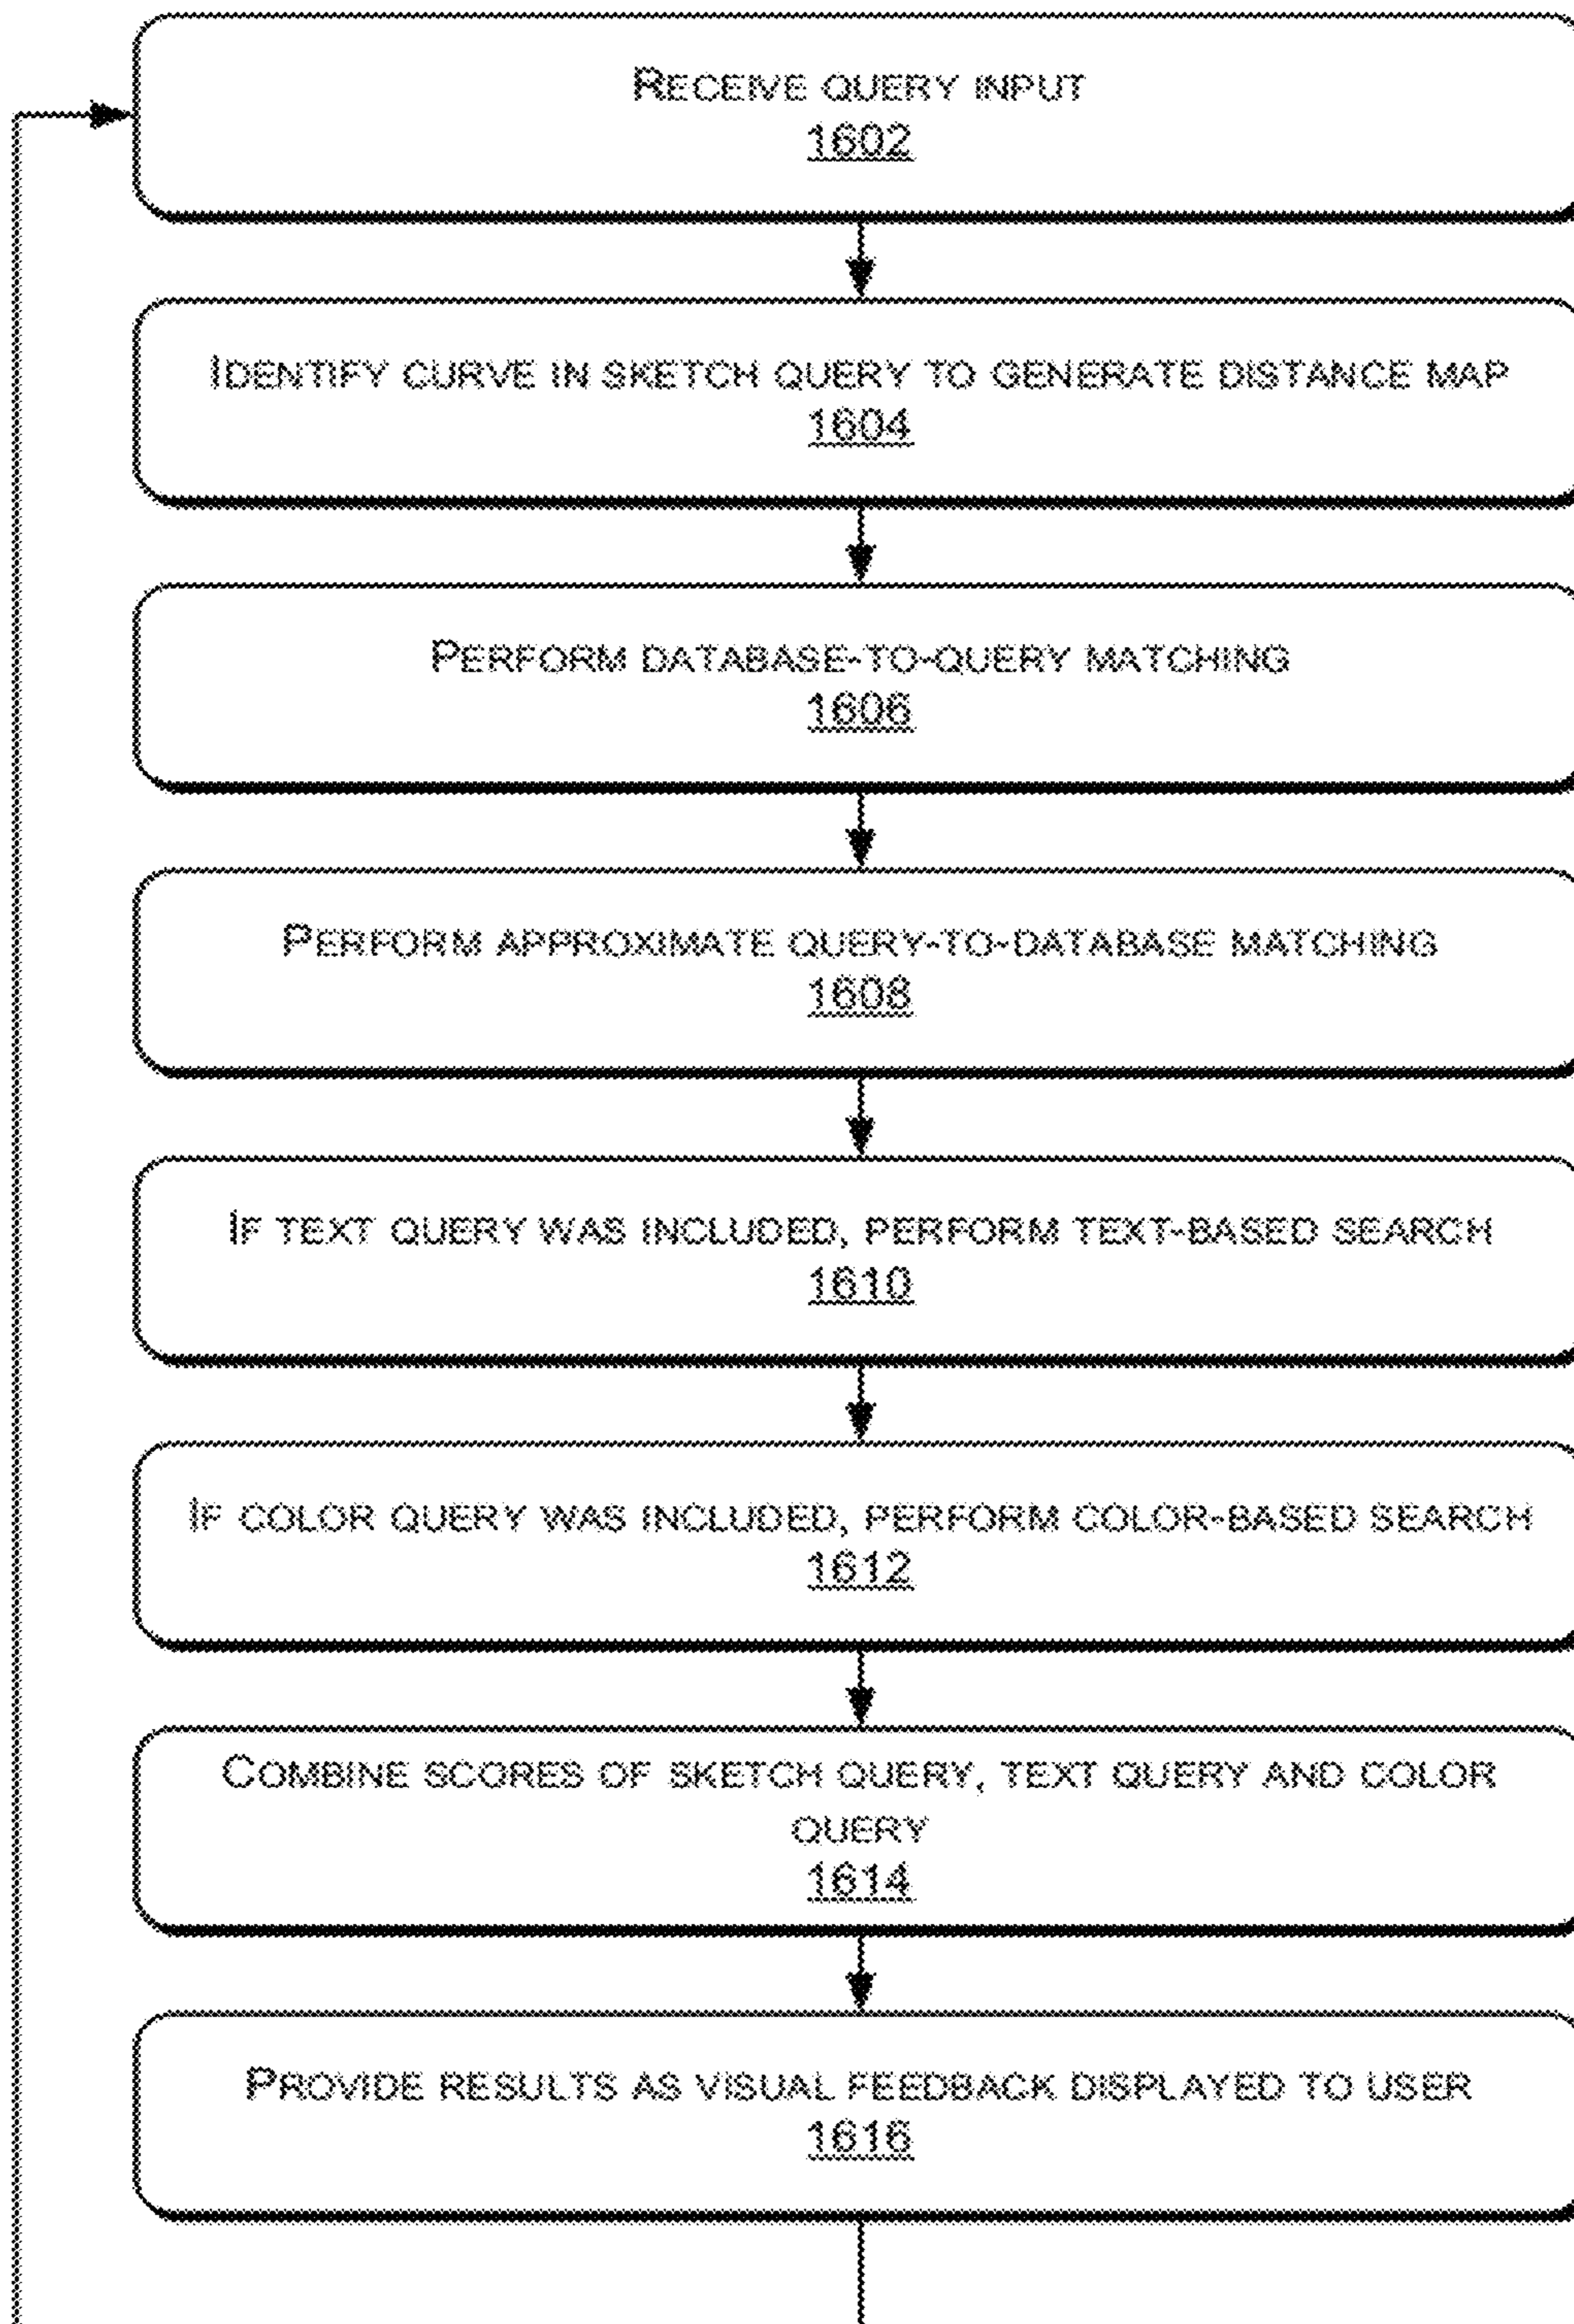 RECEIVE QUERY INPUT
1602
IDENTIFY CURVE IN SKETCH QUERY TO GENERATE DISTANCE MAP
1604
PERFORM DATABASE-TO-QUERY MATCHING
1606
PERFORM APPROXIMATE QUERY-TO-DATABASE MATCHING
1608
IF TEXT QUERY WAS INCLUDED, PERFORM TEXT-BASED SEARCH
1610
IF COLOR QUERY WAS INCLUDED, PERFORM COLOR-BASED SEARCH
1612
COMBINE SCORES OF SKETCH QUERY, TEXT QUERY AND COLOR
QUERY
1614
PROVIDE RESULTS AS VISUAL FEEDBACK DISPLAYED TO USER
1616